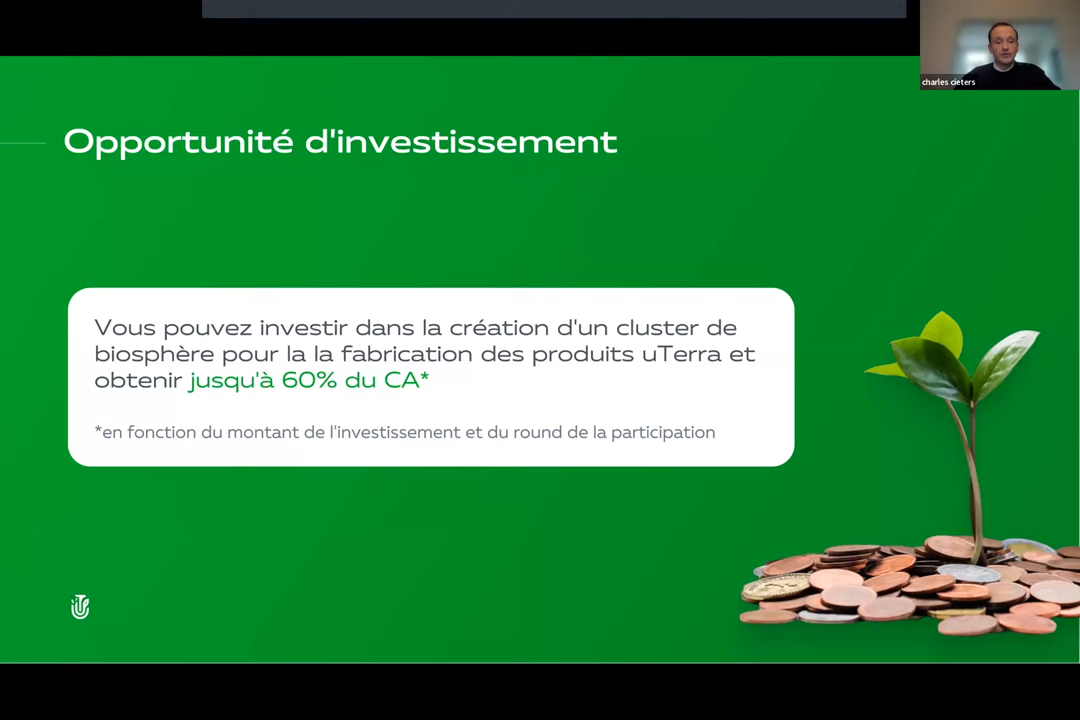 charles cieters
Opportunité d'investissement
Vous pouvez investir dans la création d'un cluster de
biosphère pour la la fabrication des produits uTerra et
obtenir jusqu'à 60% du CA*
*en fonction du montant de l'investissement et du round de la participation